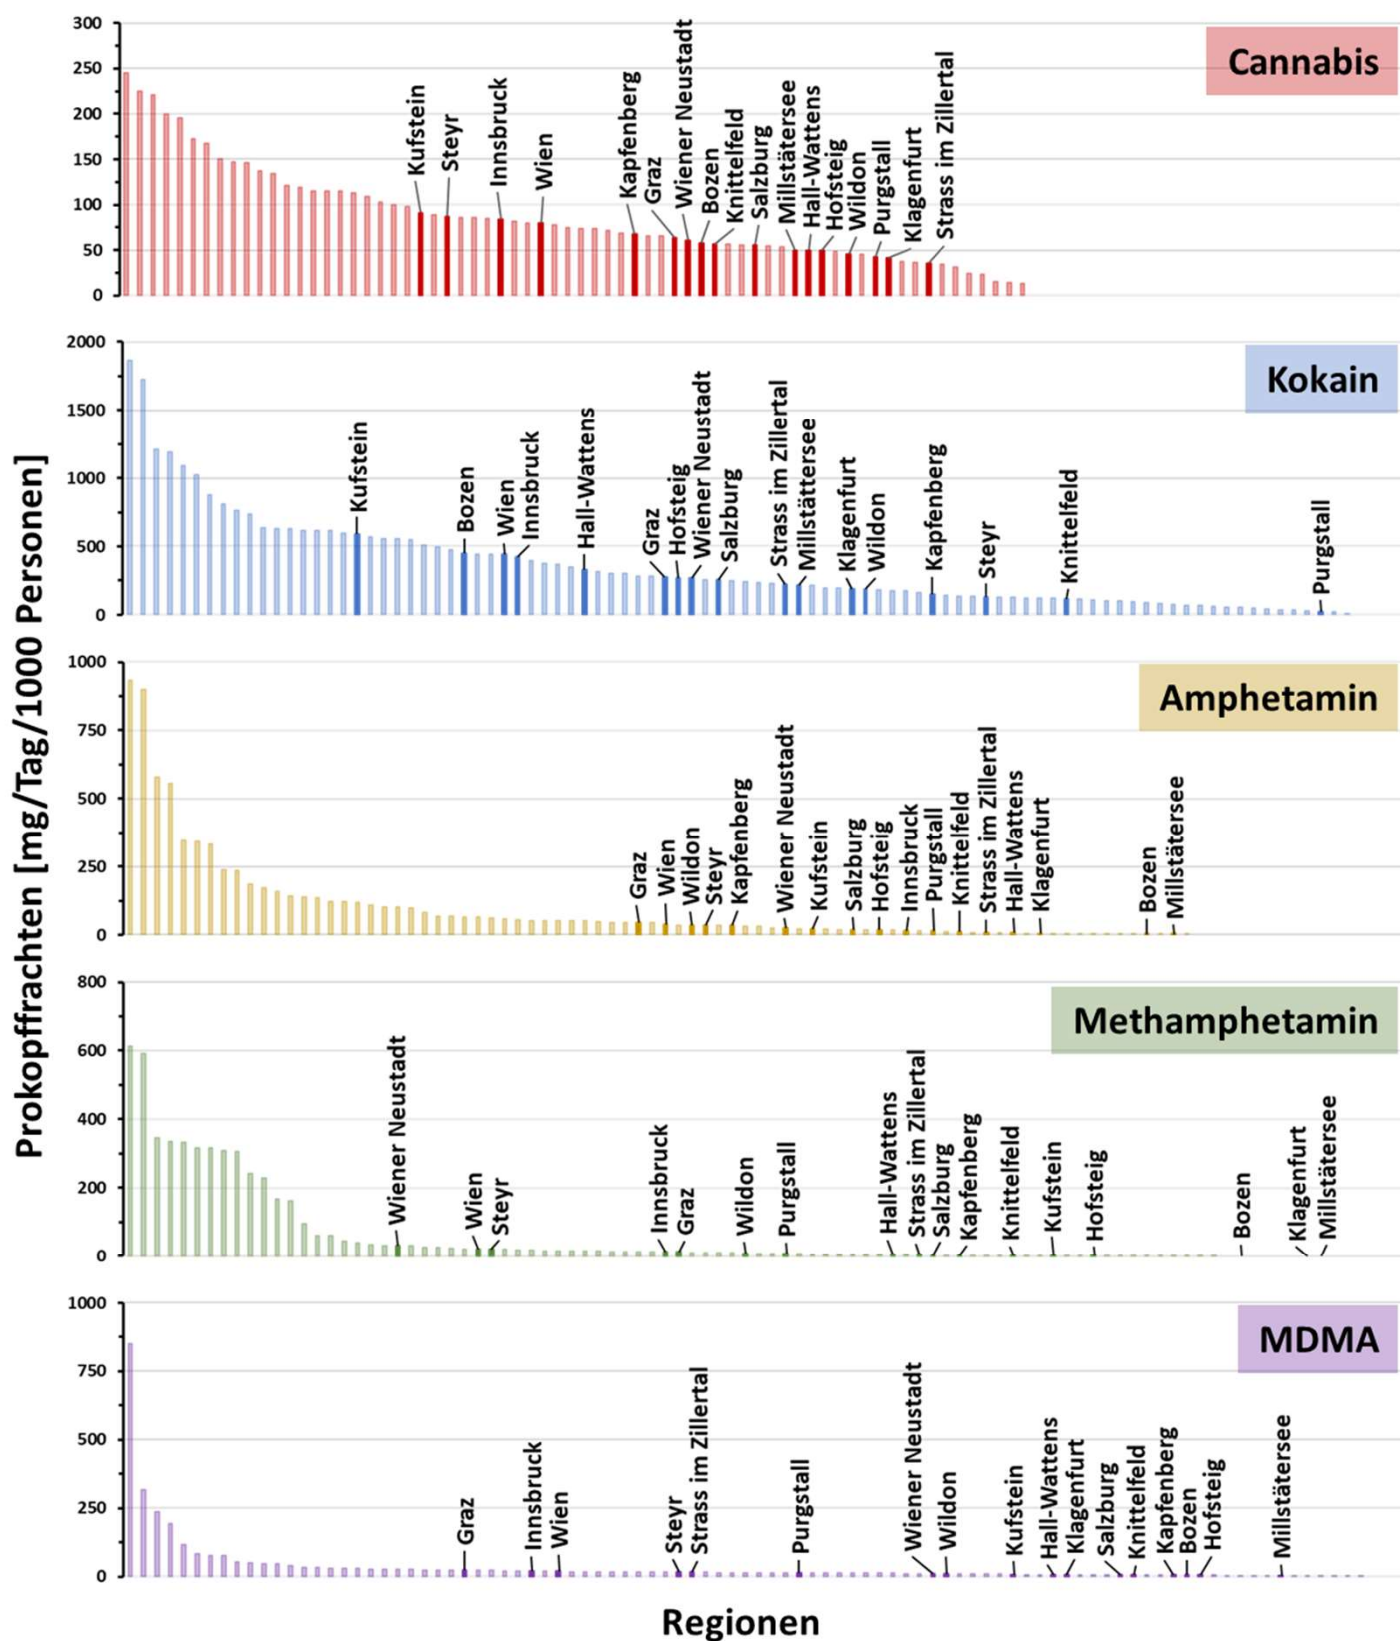 Prokopffrachten [mg/Tag/1000 Personen]
Cannabis
300
250
200
150
100
50
0
Kufstein
Steyr
Innsbruck
Wien
Kapfenberg
Graz
Wiener Neustadt
Bozen
Knittelfeld
Salzburg
Millstätersee
Hall-Wattens
Hofsteig
Wildon
Purgstall
Klagenfurt
Strass im Zillertal
Kokain
2000
1500
1000
500
0
Kufstein
Bozen
Wien
Innsbruck
Hall-Wattens
Graz
Hofsteig
Wiener Neustadt
Salzburg
Strass im Zillertal
Millstättersee
Klagenfurt
Wildon
Kapfenberg
Steyr
Knittelfeld
Purgstall
Amphetamin
1000
750
500
250
0
Graz
Wien
Wildon
Steyr
Kapfenberg
Wiener Neustadt
Kufstein
Salzburg
Hofsteig
Innsbruck
Purgstall
Knittelfeld
Strass im Zillertal
Hall-Wattens
Klagenfurt
Bozen
Millstätersee
Methamphetamin
800
600
400
200
0
Wiener Neustadt
Wien
Steyr
Innsbruck
Graz
Wildon
Purgstall
Hall-Wattens
Strass im Zillertal
Salzburg
Kapfenberg
Knittelfeld
Kufstein
Hofsteig
Bozen
Klagenfurt
Millstätersee
MDMA
1000
750
500
250
0
Graz
Innsbruck
Wien
Steyr
Strass im Zillertal
Purgstall
Wiener Neustadt
Wildon
Kufstein
Hall-Wattens
Klagenfurt
Salzburg
Knittelfeld
Kapfenberg
Bozen
Hofsteig
Millstätersee
Regionen